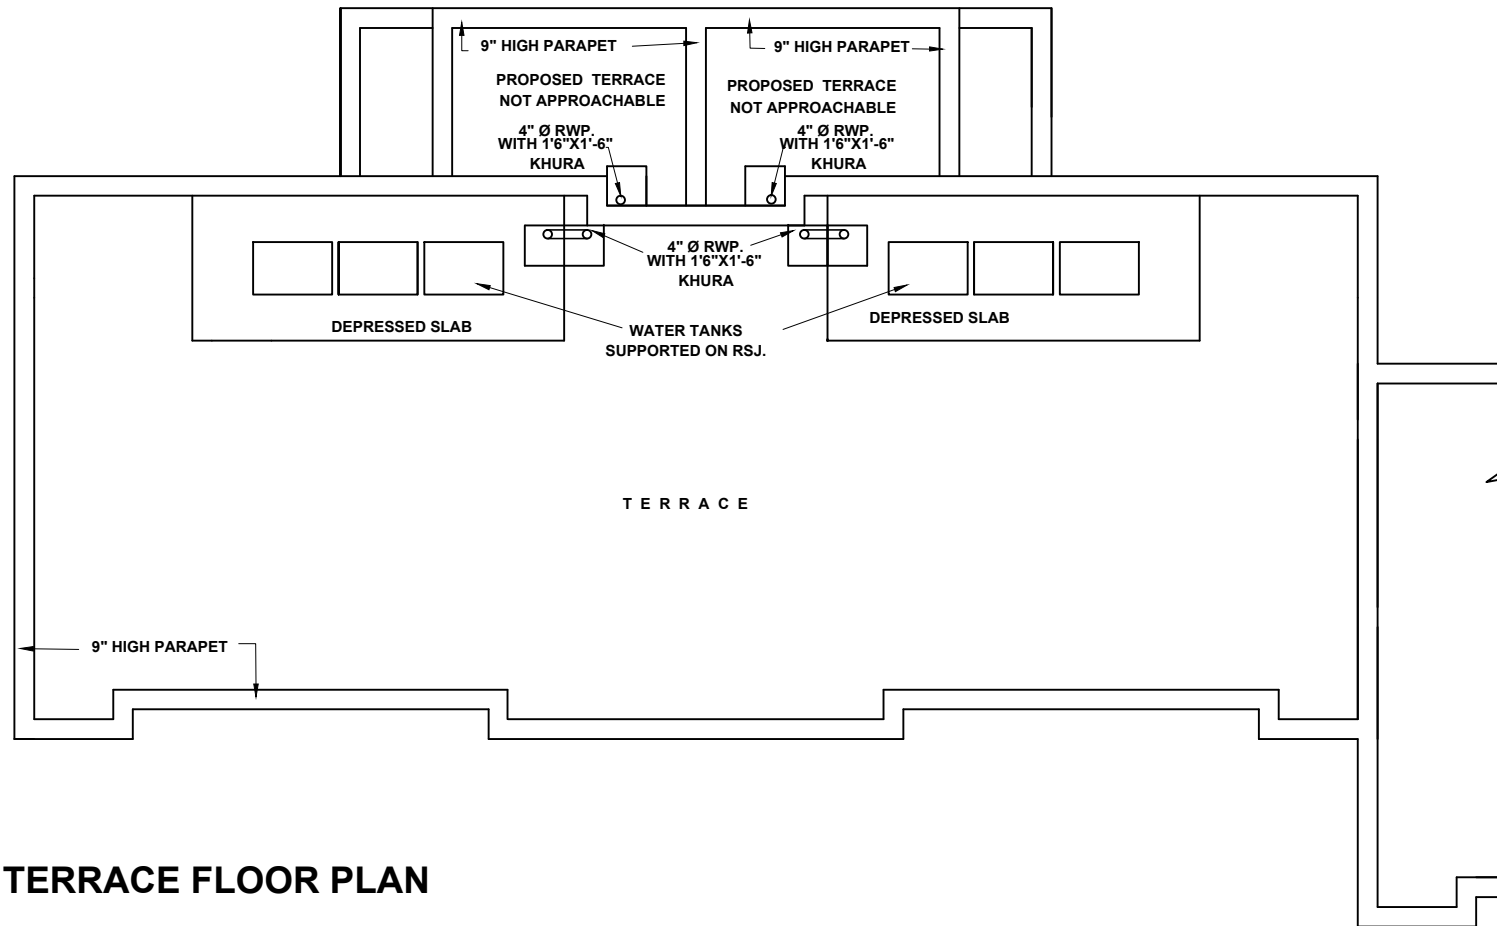 9" HIGH PARAPET
9" HIGH PARAPET
PROPOSED TERRACE
NOT APPROACHABLE
PROPOSED TERRACE
NOT APPROACHABLE
4" Ø RWP.
WITH 1'6"X1'-6"
KHURA
4" Ø RWP.
WITH 1'6"X1'-6"
KHURA
4" Ø RWP.
WITH 1'6"X1'-6"
KHURA
DEPRESSED SLAB
DEPRESSED SLAB
WATER TANKS
SUPPORTED ON RSJ.
T E R R A C E
9" HIGH PARAPET
TERRACE FLOOR PLAN